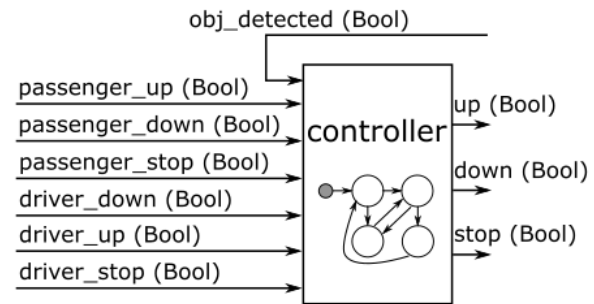 obj_detected (Bool)
passenger_up (Bool)
passenger_down (Bool)
passenger_stop (Bool)
driver_down (Bool)
driver_up (Bool)
driver_stop (Bool)
controller
up (Bool)
down (Bool)
stop (Bool)